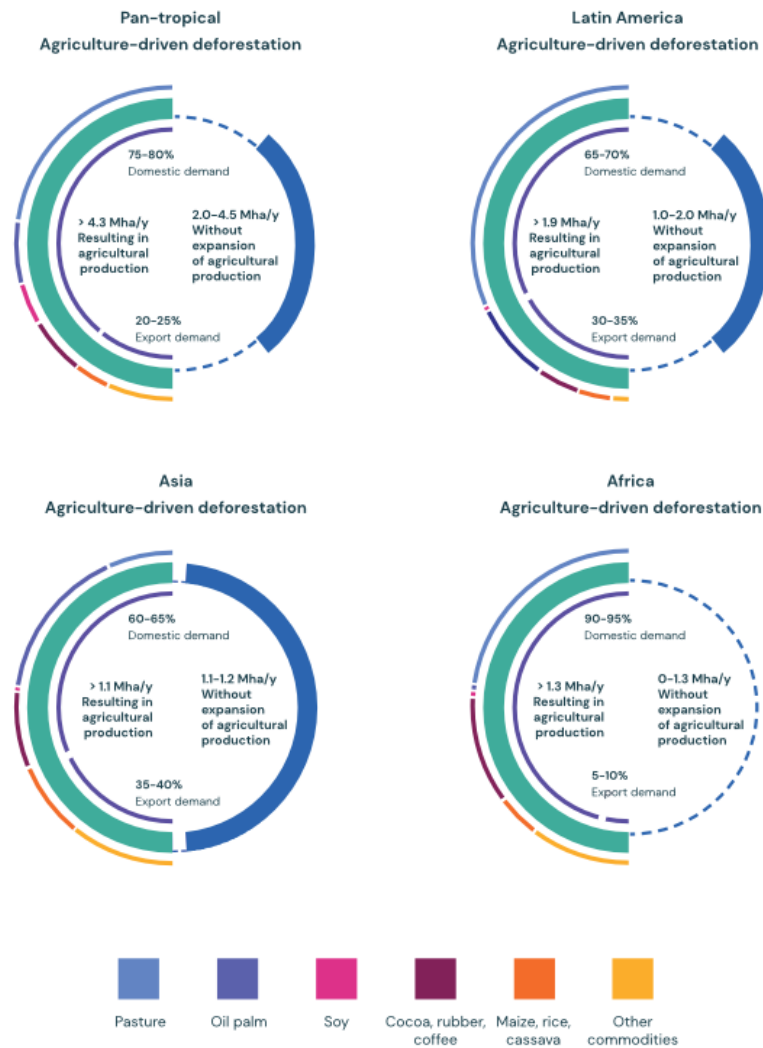 Pan-tropical
Agriculture-driven deforestation
75-80%
Domestic demand
> 4.3 Mha/y
Resulting in
agricultural
production
2.0-4.5 Mha/y
Without
expansion
of agricultural
production
20-25%
Export demand
Latin America
Agriculture-driven deforestation
65-70%
Domestic demand
> 1.9 Mha/y
Resulting in
agricultural
production
1.0-2.0 Mha/y
Without
expansion
of agricultural
production
30-35%
Export demand
Asia
Agriculture-driven deforestation
60-65%
Domestic demand
> 1.1 Mha/y
Resulting in
agricultural
production
1.1-1.2 Mha/y
Without
expansion
of agricultural
production
35-40%
Export demand
Africa
Agriculture-driven deforestation
90-95%
Domestic demand
> 1.3 Mha/y
Resulting in
agricultural
production
0-1.3 Mha/y
Without
expansion
of agricultural
production
5-10%
Export demand
Pasture
Oil palm
Soy
Cocoa, rubber,
coffee
Maize, rice,
cassava
Other
commodities